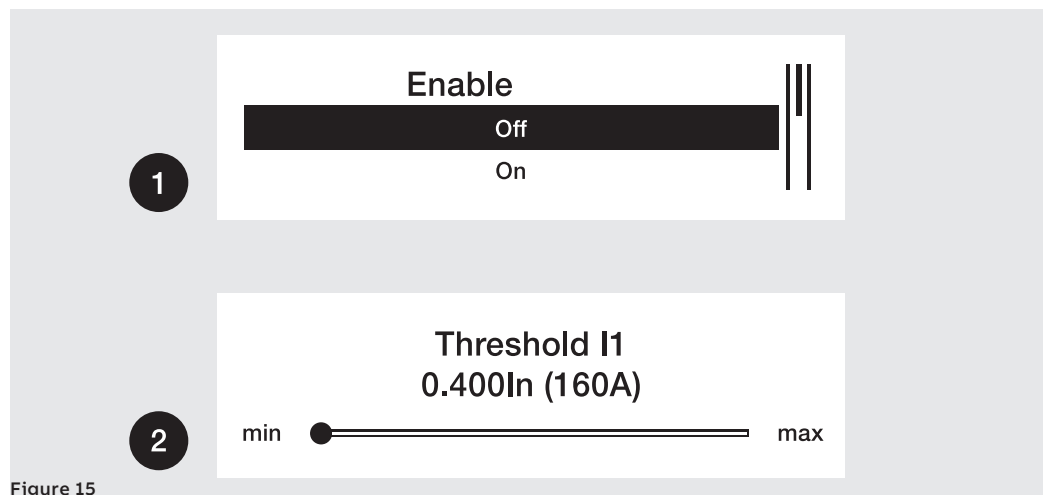 Enable
Off
1
On
Threshold I1
0.400In (160A)
2
min max
Figure 15